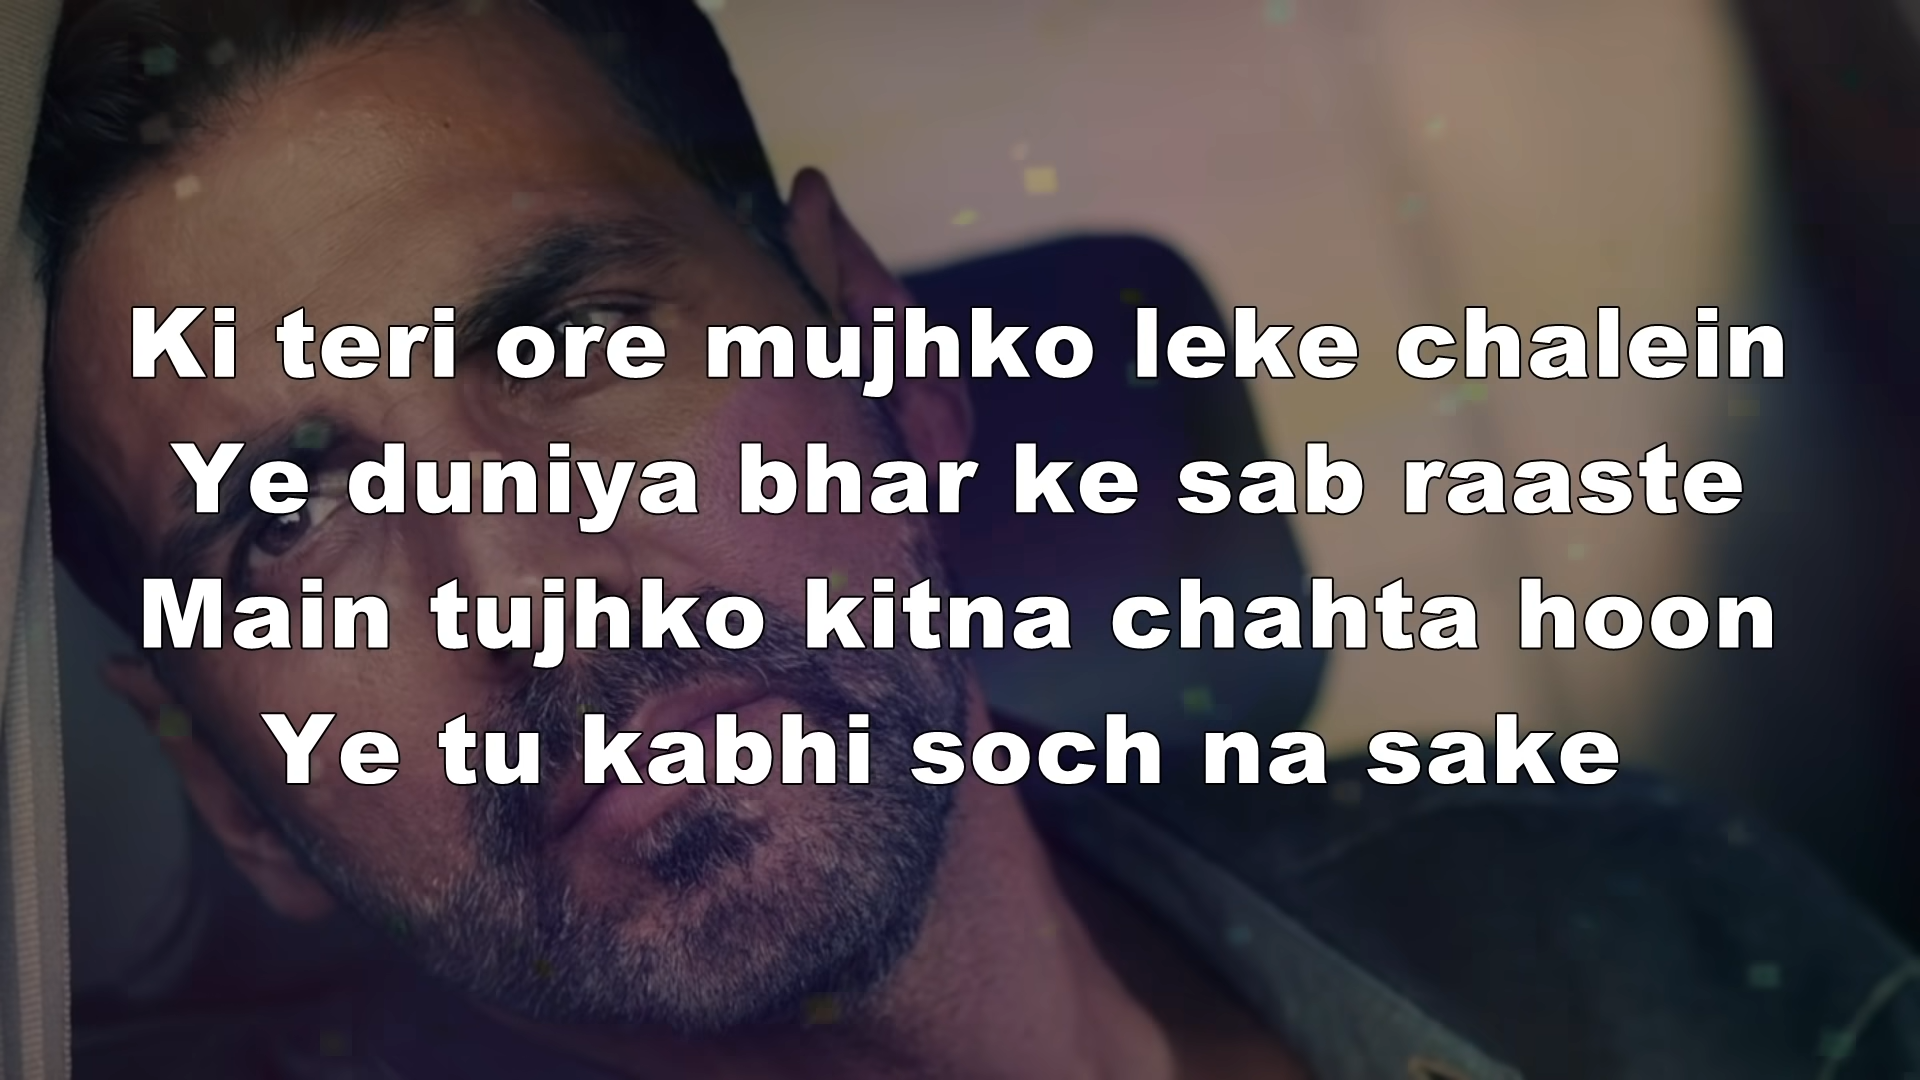 Ki teri ore mujhko leke chalein
Ye duniya bhar ke sab raaste
Main tujhko kitna chahta hoon
Ye tu kabhi soch na sake